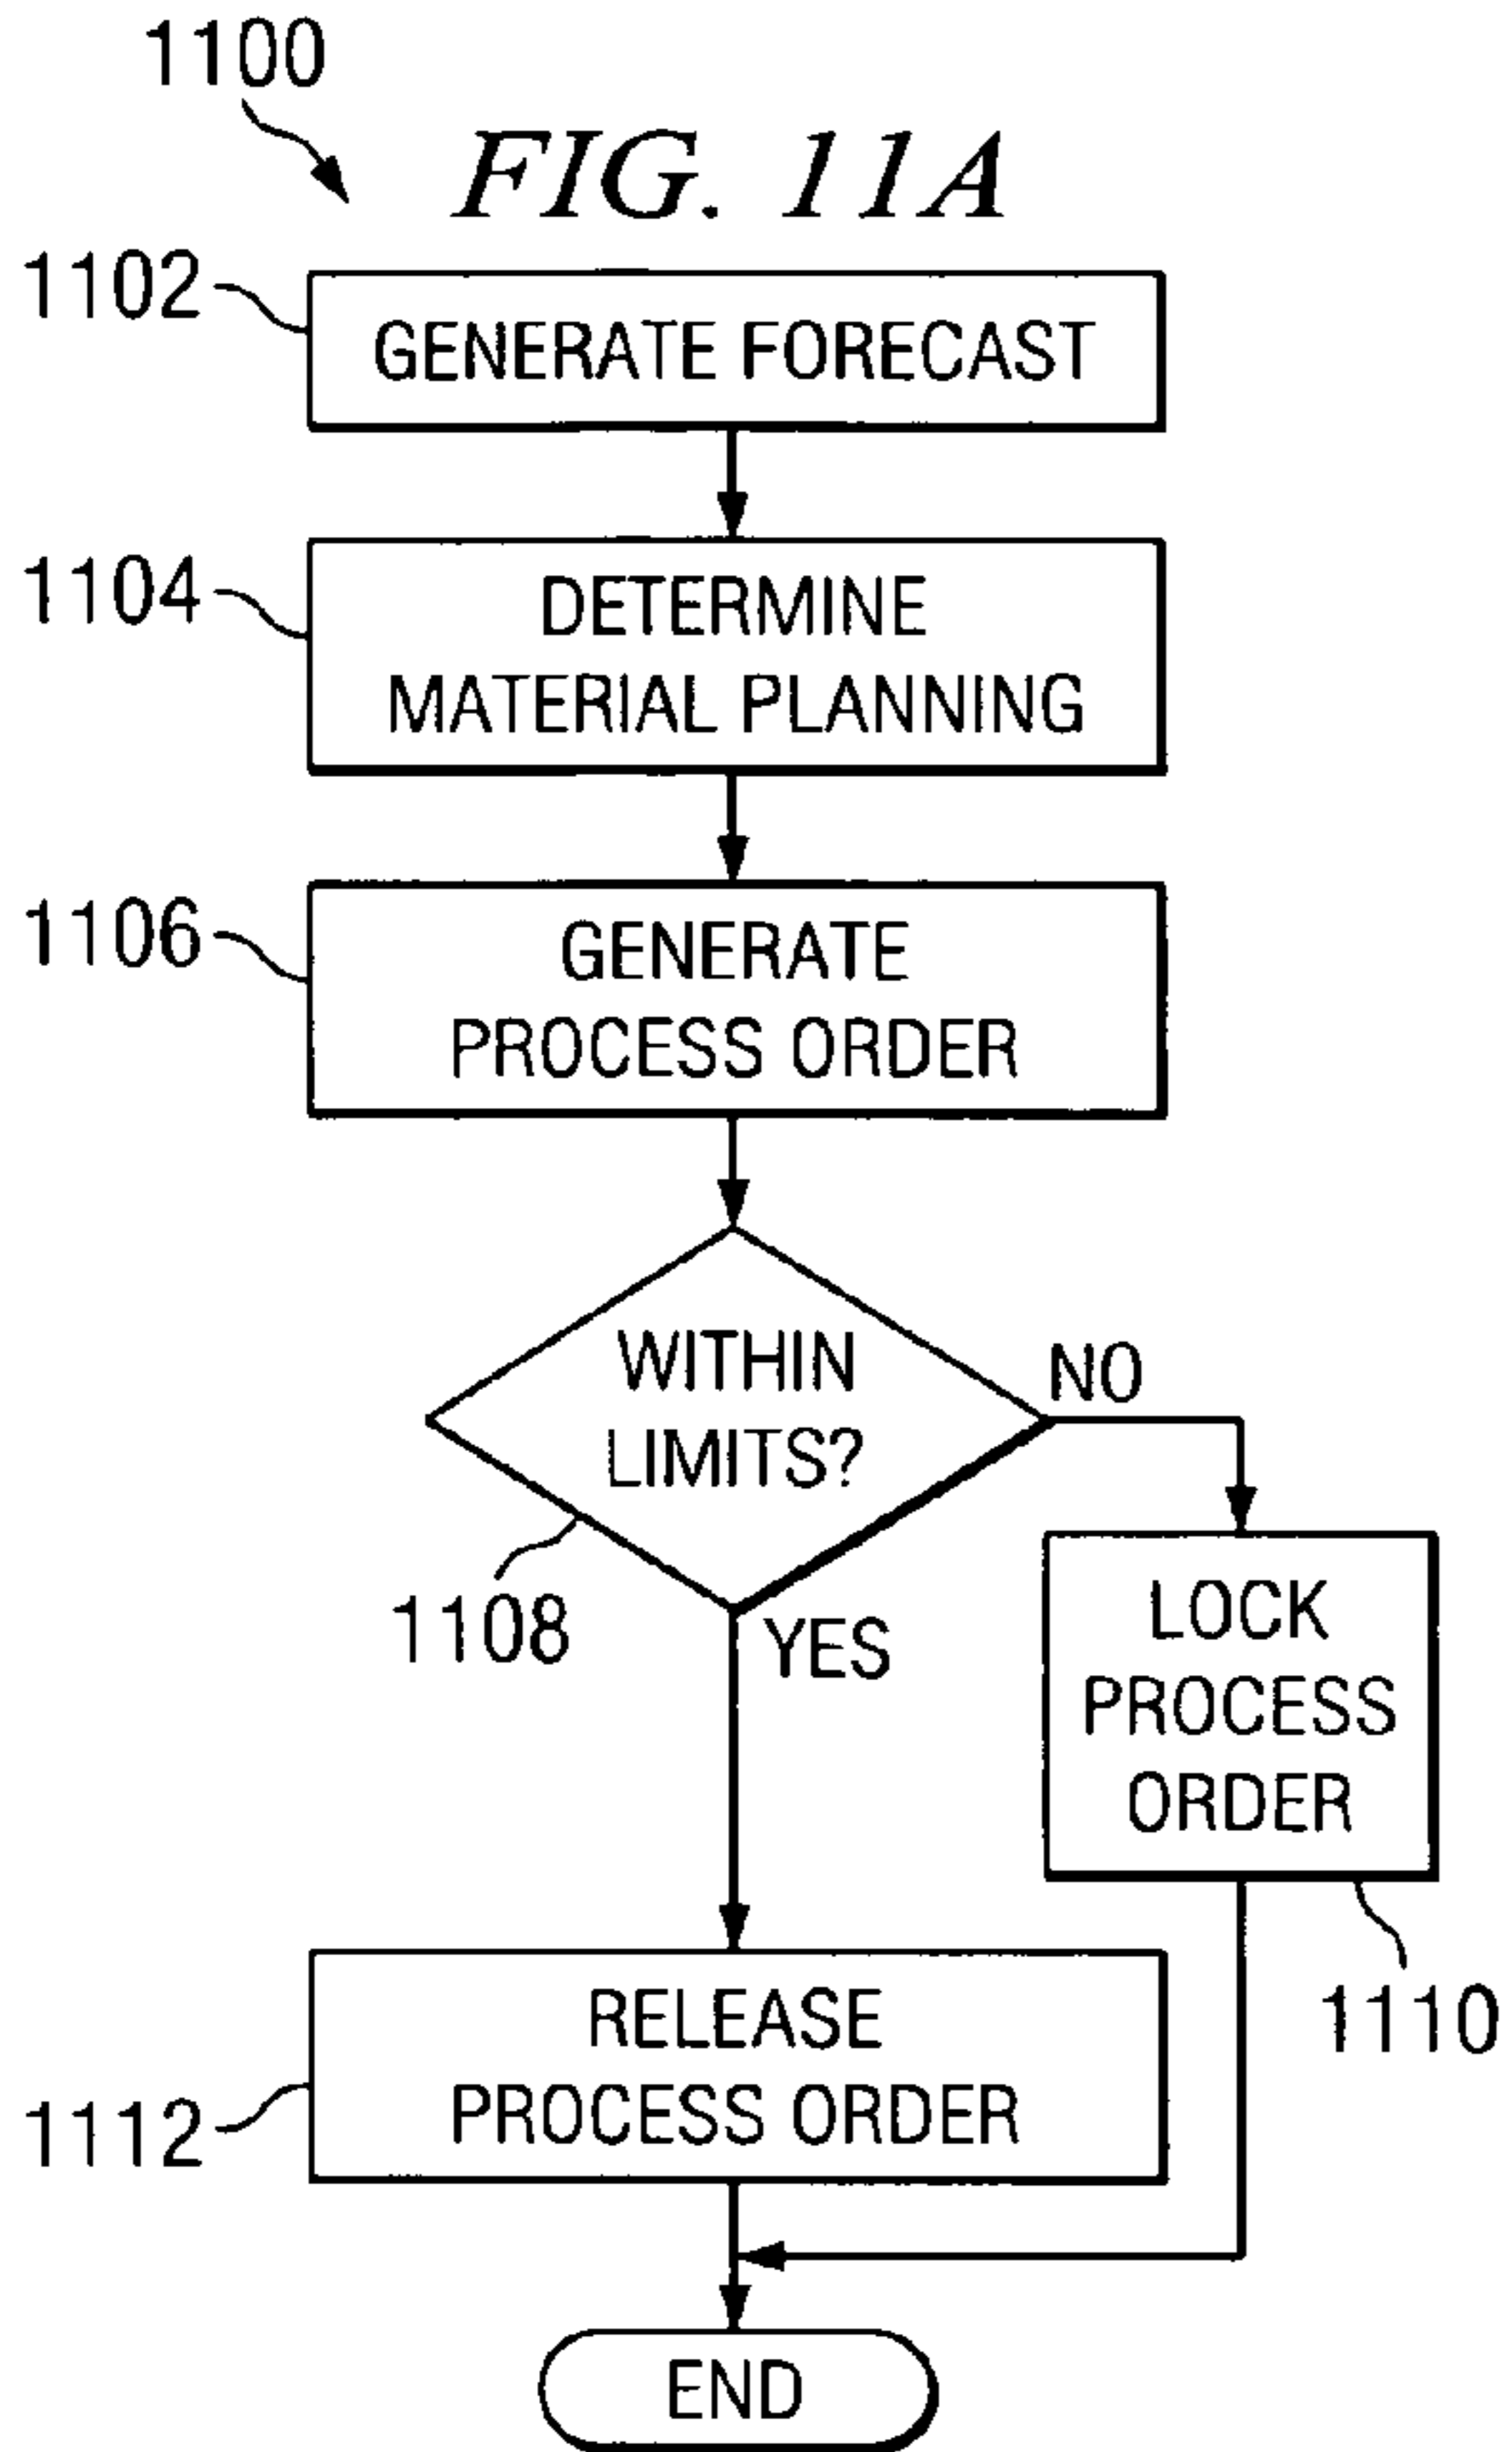 1100
FIG. 11A
1102
GENERATE FORECAST
1104
DETERMINE
MATERIAL PLANNING
1106
GENERATE
PROCESS ORDER
WITHIN
LIMITS?
NO
1108
YES
LOCK
PROCESS
ORDER
1110
RELEASE
PROCESS ORDER
1112
END